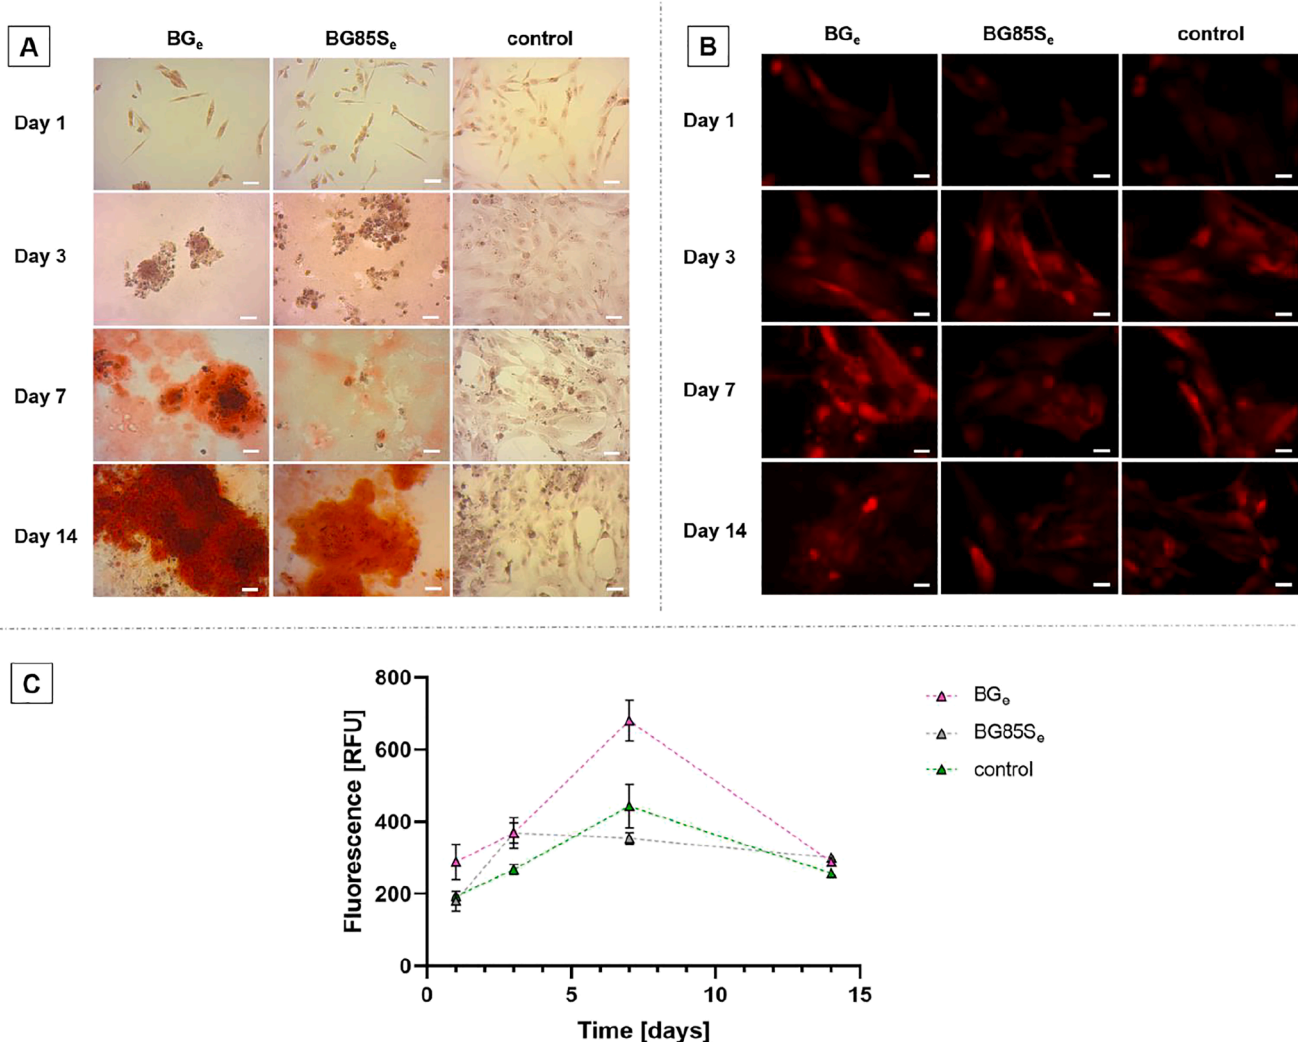 A
BGₑ BG85Sₑ control
Day 1
Day 3
Day 7
Day 14
B
BGₑ BG85Sₑ control
Day 1
Day 3
Day 7
Day 14
C
Fluorescence [RFU]
800
600
400
200
0
0 5 10 15
Time [days]
BGₑ
BG85Sₑ
control